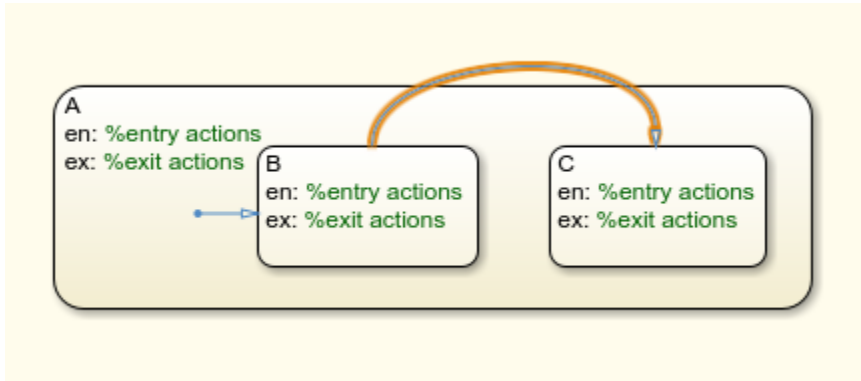 A
en: %entry actions
ex: %exit actions
B
en: %entry actions
ex: %exit actions
C
en: %entry actions
ex: %exit actions